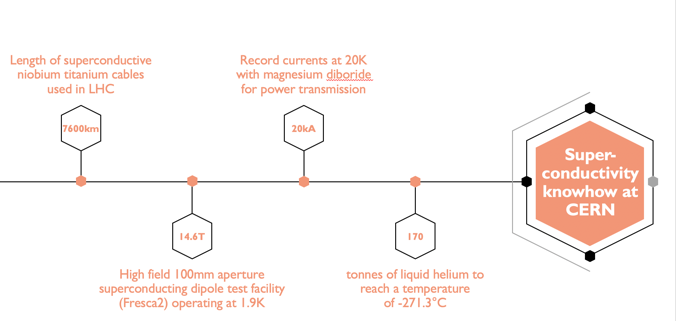 Length of superconductive
niobium titanium cables
used in LHC
7600km
Record currents at 20K
with magnesium diboride
for power transmission
20kA
14.6T
High field 100mm aperture
superconducting dipole test facility
(Fresca2) operating at 1.9K
170
tonnes of liquid helium to
reach a temperature
of -271.3°C
Super-
conductivity
knowhow at
CERN